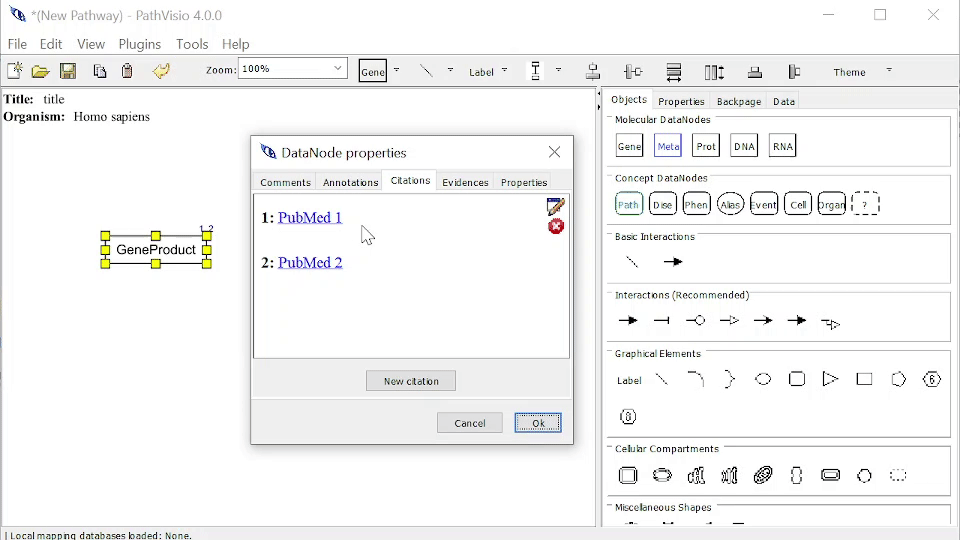 *(New Pathway) - PathVisio 4.0.0
File Edit View Plugins Tools Help
Zoom: 100% Gene Label Theme
Title: title
Organism: Homo sapiens
1, 2
GeneProduct
DataNode properties
Comments Annotations Citations Evidences Properties
1: PubMed 1
2: PubMed 2
New citation
Cancel Ok
Objects Properties Backpage Data
Molecular DataNodes
Gene Meta Prot DNA RNA
Concept DataNodes
Path Dise Phen Alias Event Cell Organ ?
Basic Interactions
Interactions (Recommended)
Graphical Elements
Label 6
8
Cellular Compartments
Miscellaneous Shapes
| Local mapping databases loaded: None.